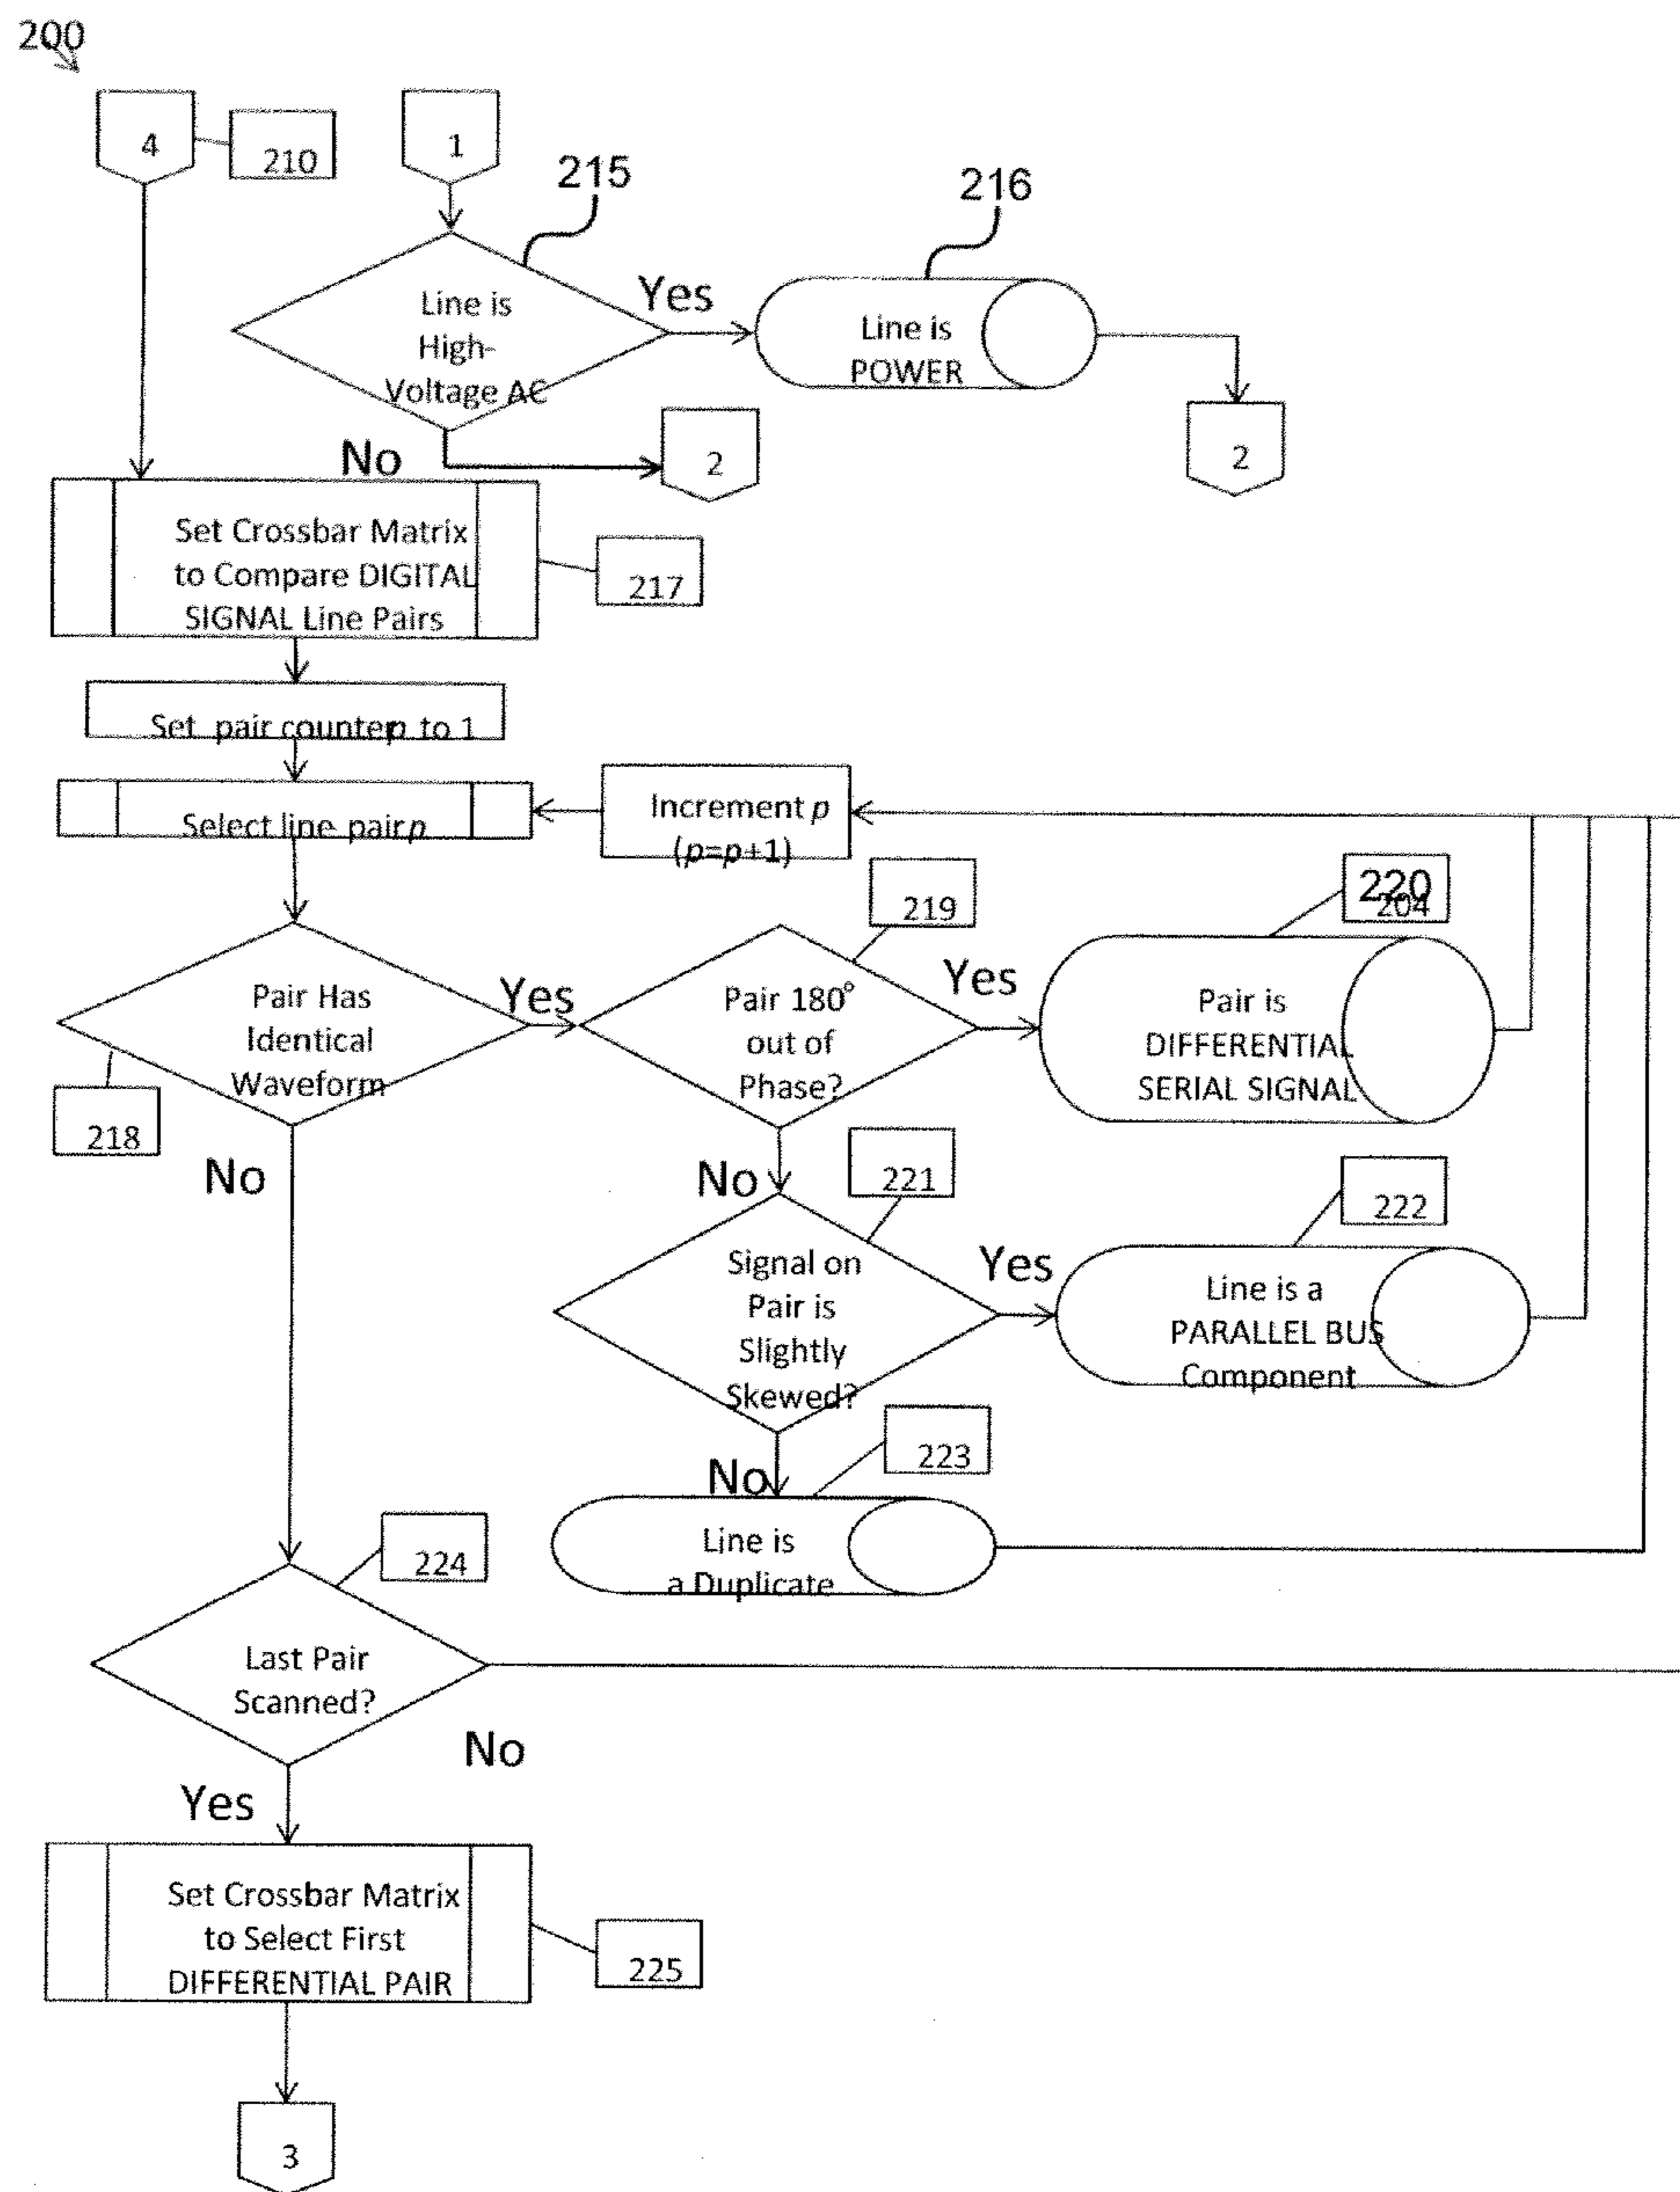 200
4
210
1
215
216
Line is
High-
Voltage AC
Yes
Line is
POWER
No
2
2
Set Crossbar Matrix
to Compare DIGITAL
SIGNAL Line Pairs
217
Set pair counter p to 1
Select line pair p
Increment p
(p=p+1)
219
220
204
Pair Has
Identical
Waveform
Yes
Pair 180°
out of
Phase?
Yes
Pair is
DIFFERENTIAL
SERIAL SIGNAL
218
No
No
221
222
Signal on
Pair is
Slightly
Skewed?
Yes
Line is a
PARALLEL BUS
Component
No
223
Line is
a Duplicate
224
Last Pair
Scanned?
No
Yes
Set Crossbar Matrix
to Select First
DIFFERENTIAL PAIR
225
3